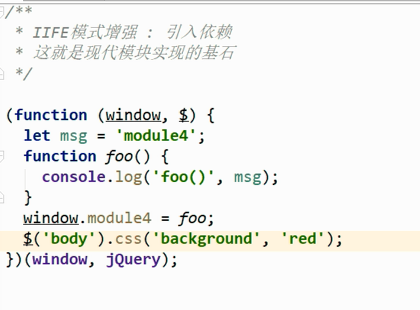 /**
 * IIFE模式增强 : 引入依赖
 * 这就是现代模块实现的基石
 */
(function (window, $) {
  let msg = 'module4';
  function foo() {
    console.log('foo()', msg);
  }
  window.module4 = foo;
  $('body').css('background', 'red');
})(window, jQuery);